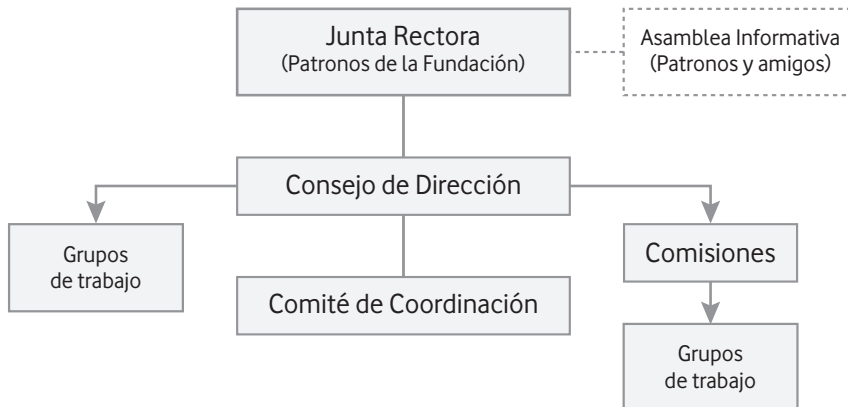 Junta Rectora
(Patronos de la Fundación)
Asamblea Informativa
(Patronos y amigos)
Consejo de Dirección
Grupos
de trabajo
Comisiones
Comité de Coordinación
Grupos
de trabajo